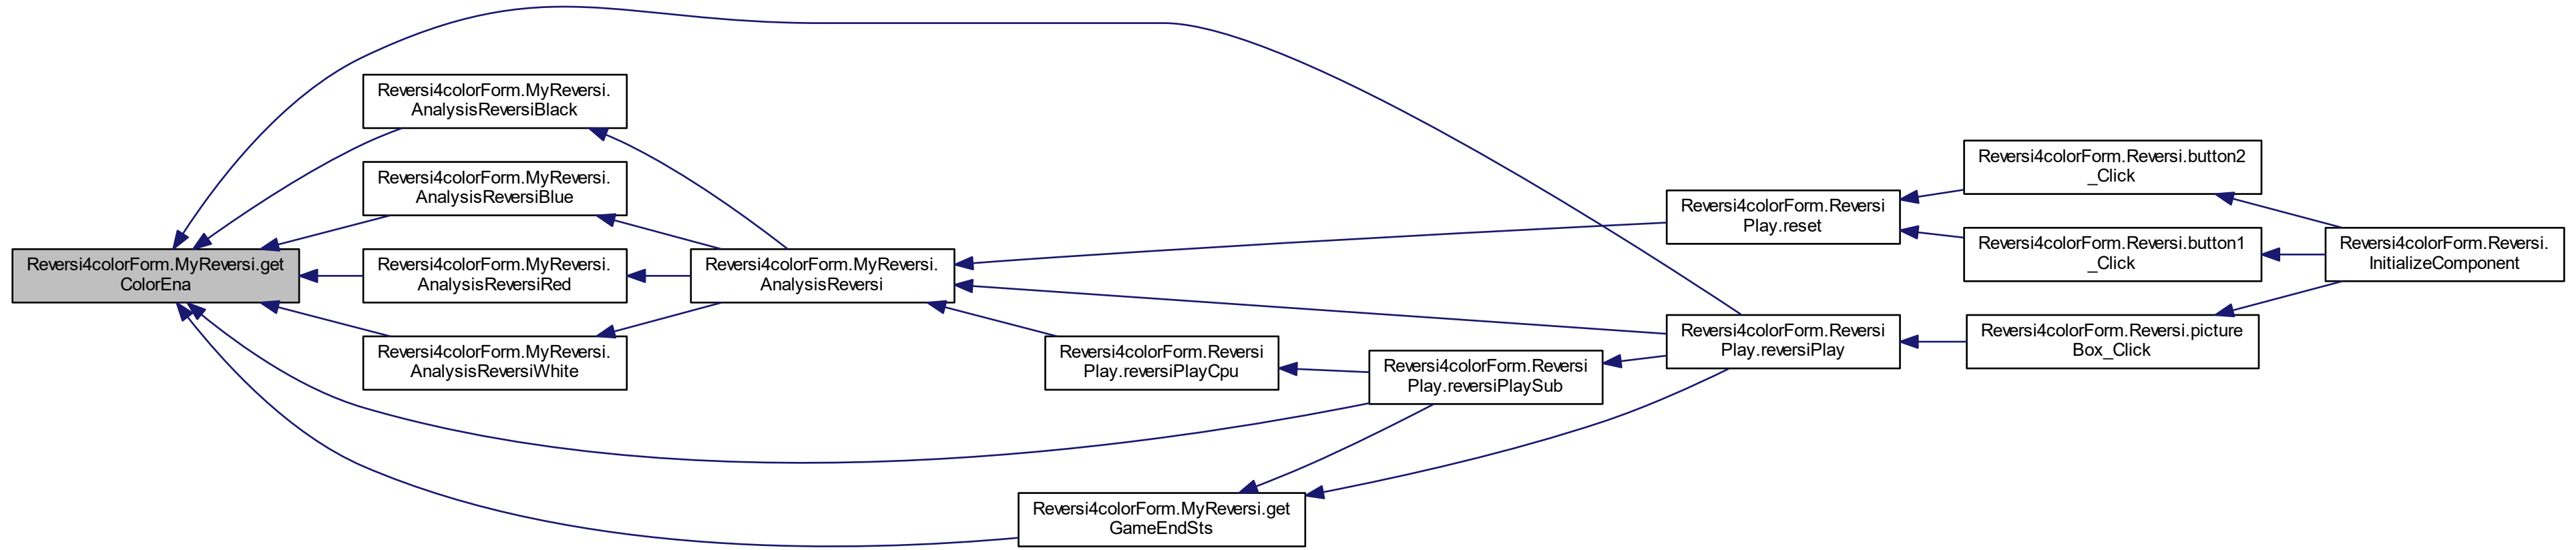 Reversi4colorForm.MyReversi.get
ColorEna
Reversi4colorForm.MyReversi.
AnalysisReversiBlack
Reversi4colorForm.MyReversi.
AnalysisReversiBlue
Reversi4colorForm.MyReversi.
AnalysisReversiRed
Reversi4colorForm.MyReversi.
AnalysisReversiWhite
Reversi4colorForm.MyReversi.
AnalysisReversi
Reversi4colorForm.MyReversi.get
GameEndSts
Reversi4colorForm.Reversi
Play.reversiPlayCpu
Reversi4colorForm.Reversi
Play.reversiPlaySub
Reversi4colorForm.Reversi
Play.reset
Reversi4colorForm.Reversi
Play.reversiPlay
Reversi4colorForm.Reversi.button2
_Click
Reversi4colorForm.Reversi.button1
_Click
Reversi4colorForm.Reversi.picture
Box_Click
Reversi4colorForm.Reversi.
InitializeComponent